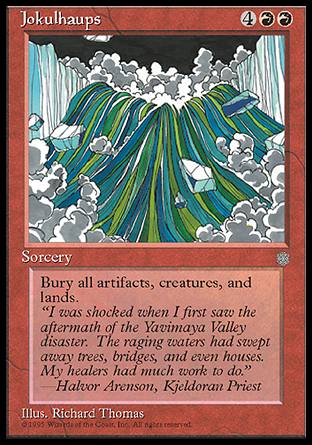 Jokulhaups 4
Sorcery
Bury all artifacts, creatures, and
lands.
"I was shocked when I first saw the
aftermath of the Yavimaya Valley
disaster. The raging waters had swept
away trees, bridges, and even houses.
My healers had much work to do."
—Halvor Arenson, Kjeldoran Priest
Illus. Richard Thomas
© 1995 Wizards of the Coast, Inc. All rights reserved.